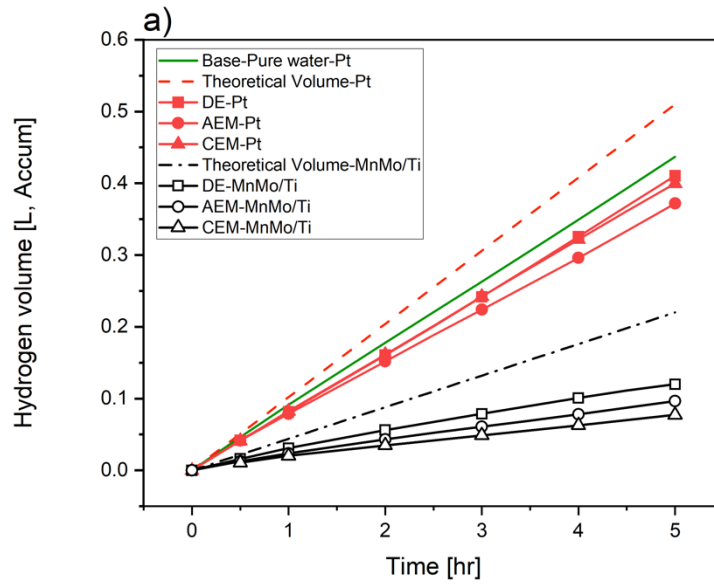 a)
0.6
0.5
0.4
0.3
0.2
0.1
0.0
Hydrogen volume [L, Accum]
Base-Pure water-Pt
Theoretical Volume-Pt
DE-Pt
AEM-Pt
CEM-Pt
Theoretical Volume-MnMo/Ti
DE-MnMo/Ti
AEM-MnMo/Ti
CEM-MnMo/Ti
0 1 2 3 4 5
Time [hr]